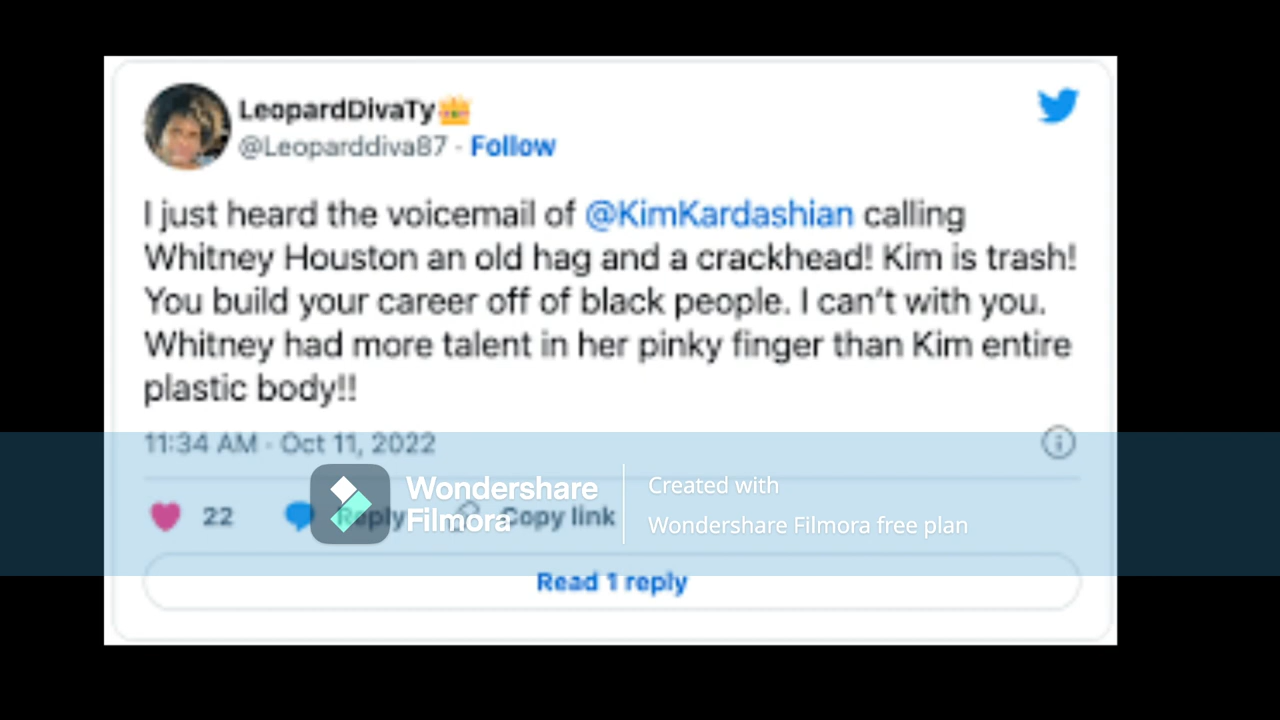 LeopardDivaTy
@Leoparddiva87 · Follow
I just heard the voicemail of @KimKardashian calling
Whitney Houston an old hag and a crackhead! Kim is trash!
You build your career off of black people. I can't with you.
Whitney had more talent in her pinky finger than Kim entire
plastic body!!
11:34 AM · Oct 11, 2022
22 Reply Copy link
Wondershare
Filmora
Created with
Wondershare Filmora free plan
Read 1 reply